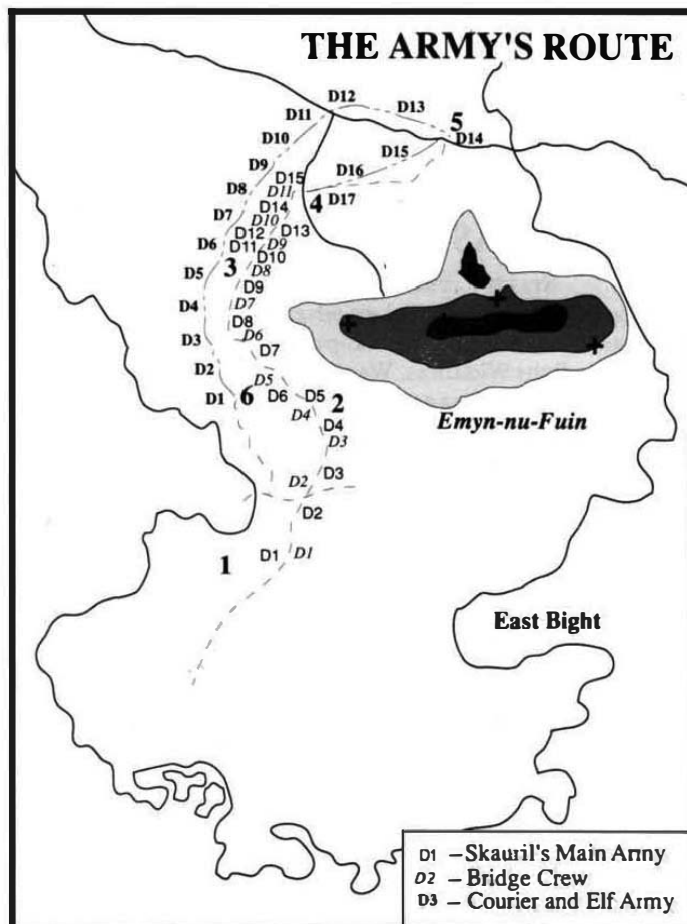 THE ARMY'S ROUTE
D12
D11
D13
5
D10
D14
D9
D15
D15
D8
D11
D16
D17
D14
4
D7
D10
D12
D13
D6
D11
D9
3
D10
D8
D5
D9
D7
D4
D8
D6
D3
D7
D2
D5
D1
6
D6
D5
2
D4
Emyn-nu-Fuin
D4
D3
D3
D2
D2
1
D1
D1
East Bight
D1 – Skauril's Main Army
D2 – Bridge Crew
D3 – Courier and Elf Army